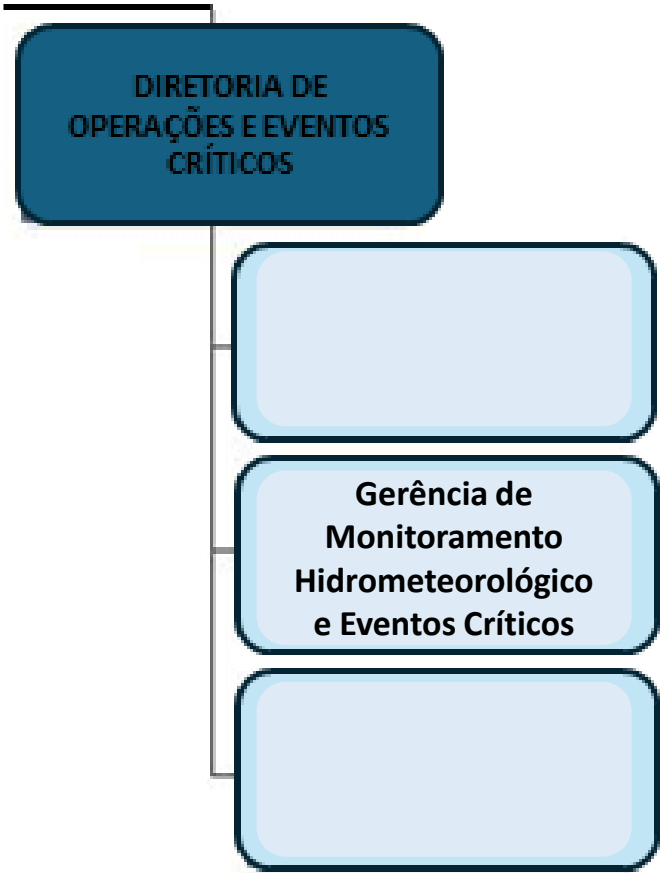 DIRETORIA DE
OPERAÇÕES E EVENTOS
CRÍTICOS
Gerência de
Monitoramento
Hidrometeorológico
e Eventos Críticos